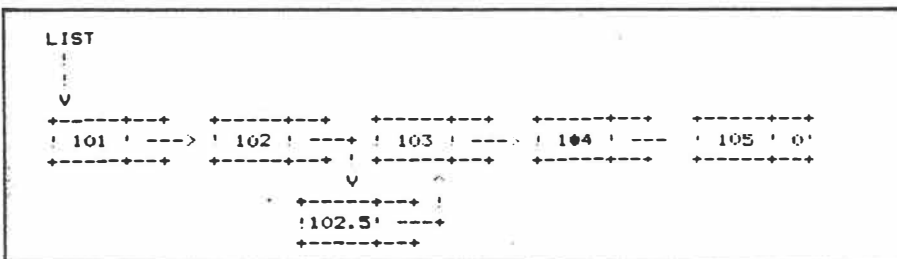 LIST
!
!
V
+------+--+ +------+--+ +------+--+ +------+--+ +------+--+
! 101 ! ---> ! 102 ! ---+ ! 103 ! ---> ! 104 ! --- ! 105 ! 0!
+------+--+ +------+--+ ! +------+--+ +------+--+ +------+--+
V ^
+------+--+ !
!102.5! ---+
+------+--+